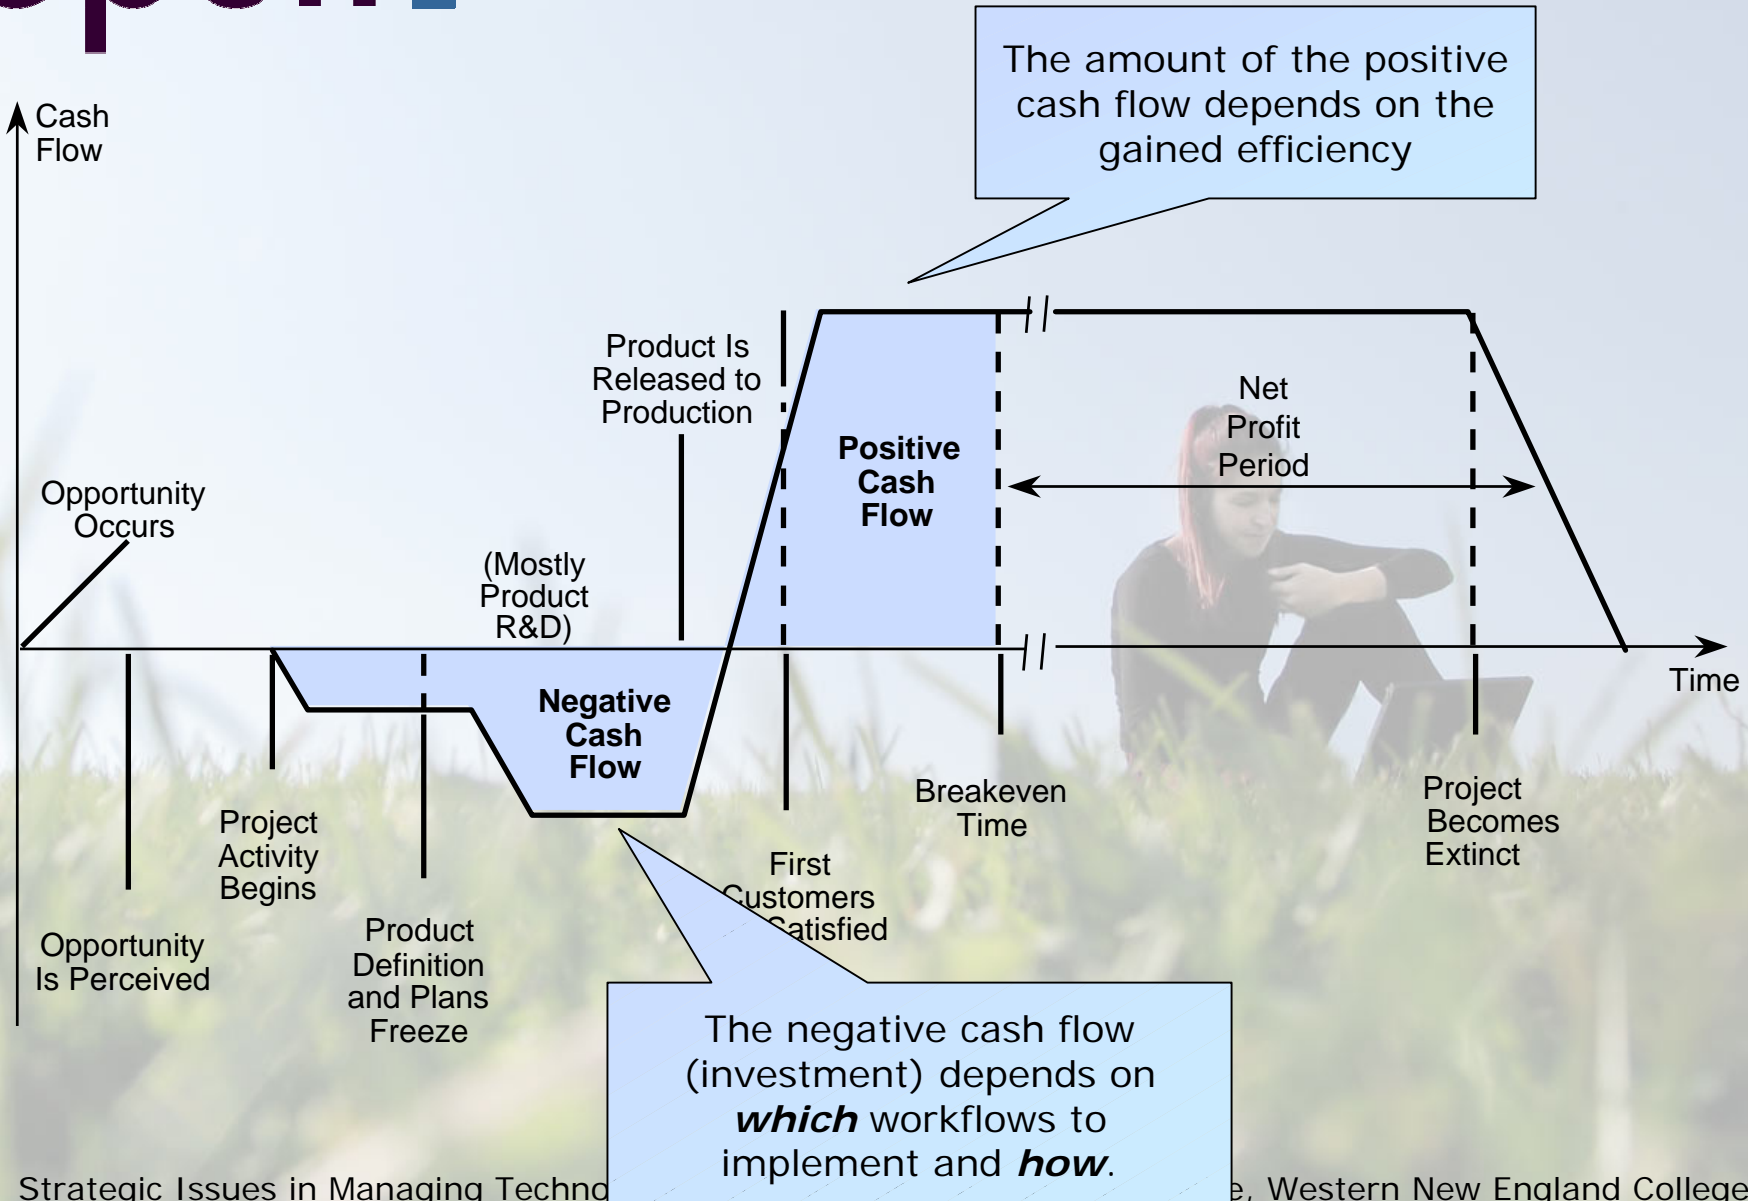 The amount of the positive
cash flow depends on the
gained efficiency
Cash
Flow
Product Is
Released to
Production
Net
Profit
Period
Positive
Cash
Flow
Opportunity
Occurs
(Mostly
Product
R&D)
Time
Negative
Cash
Flow
Breakeven
Time
Project
Becomes
Extinct
Project
Activity
Begins
First
Customers
Satisfied
Product
Definition
and Plans
Freeze
Opportunity
Is Perceived
The negative cash flow
(investment) depends on
which workflows to
implement and how.
Strategic Issues in Managing
Western New England College